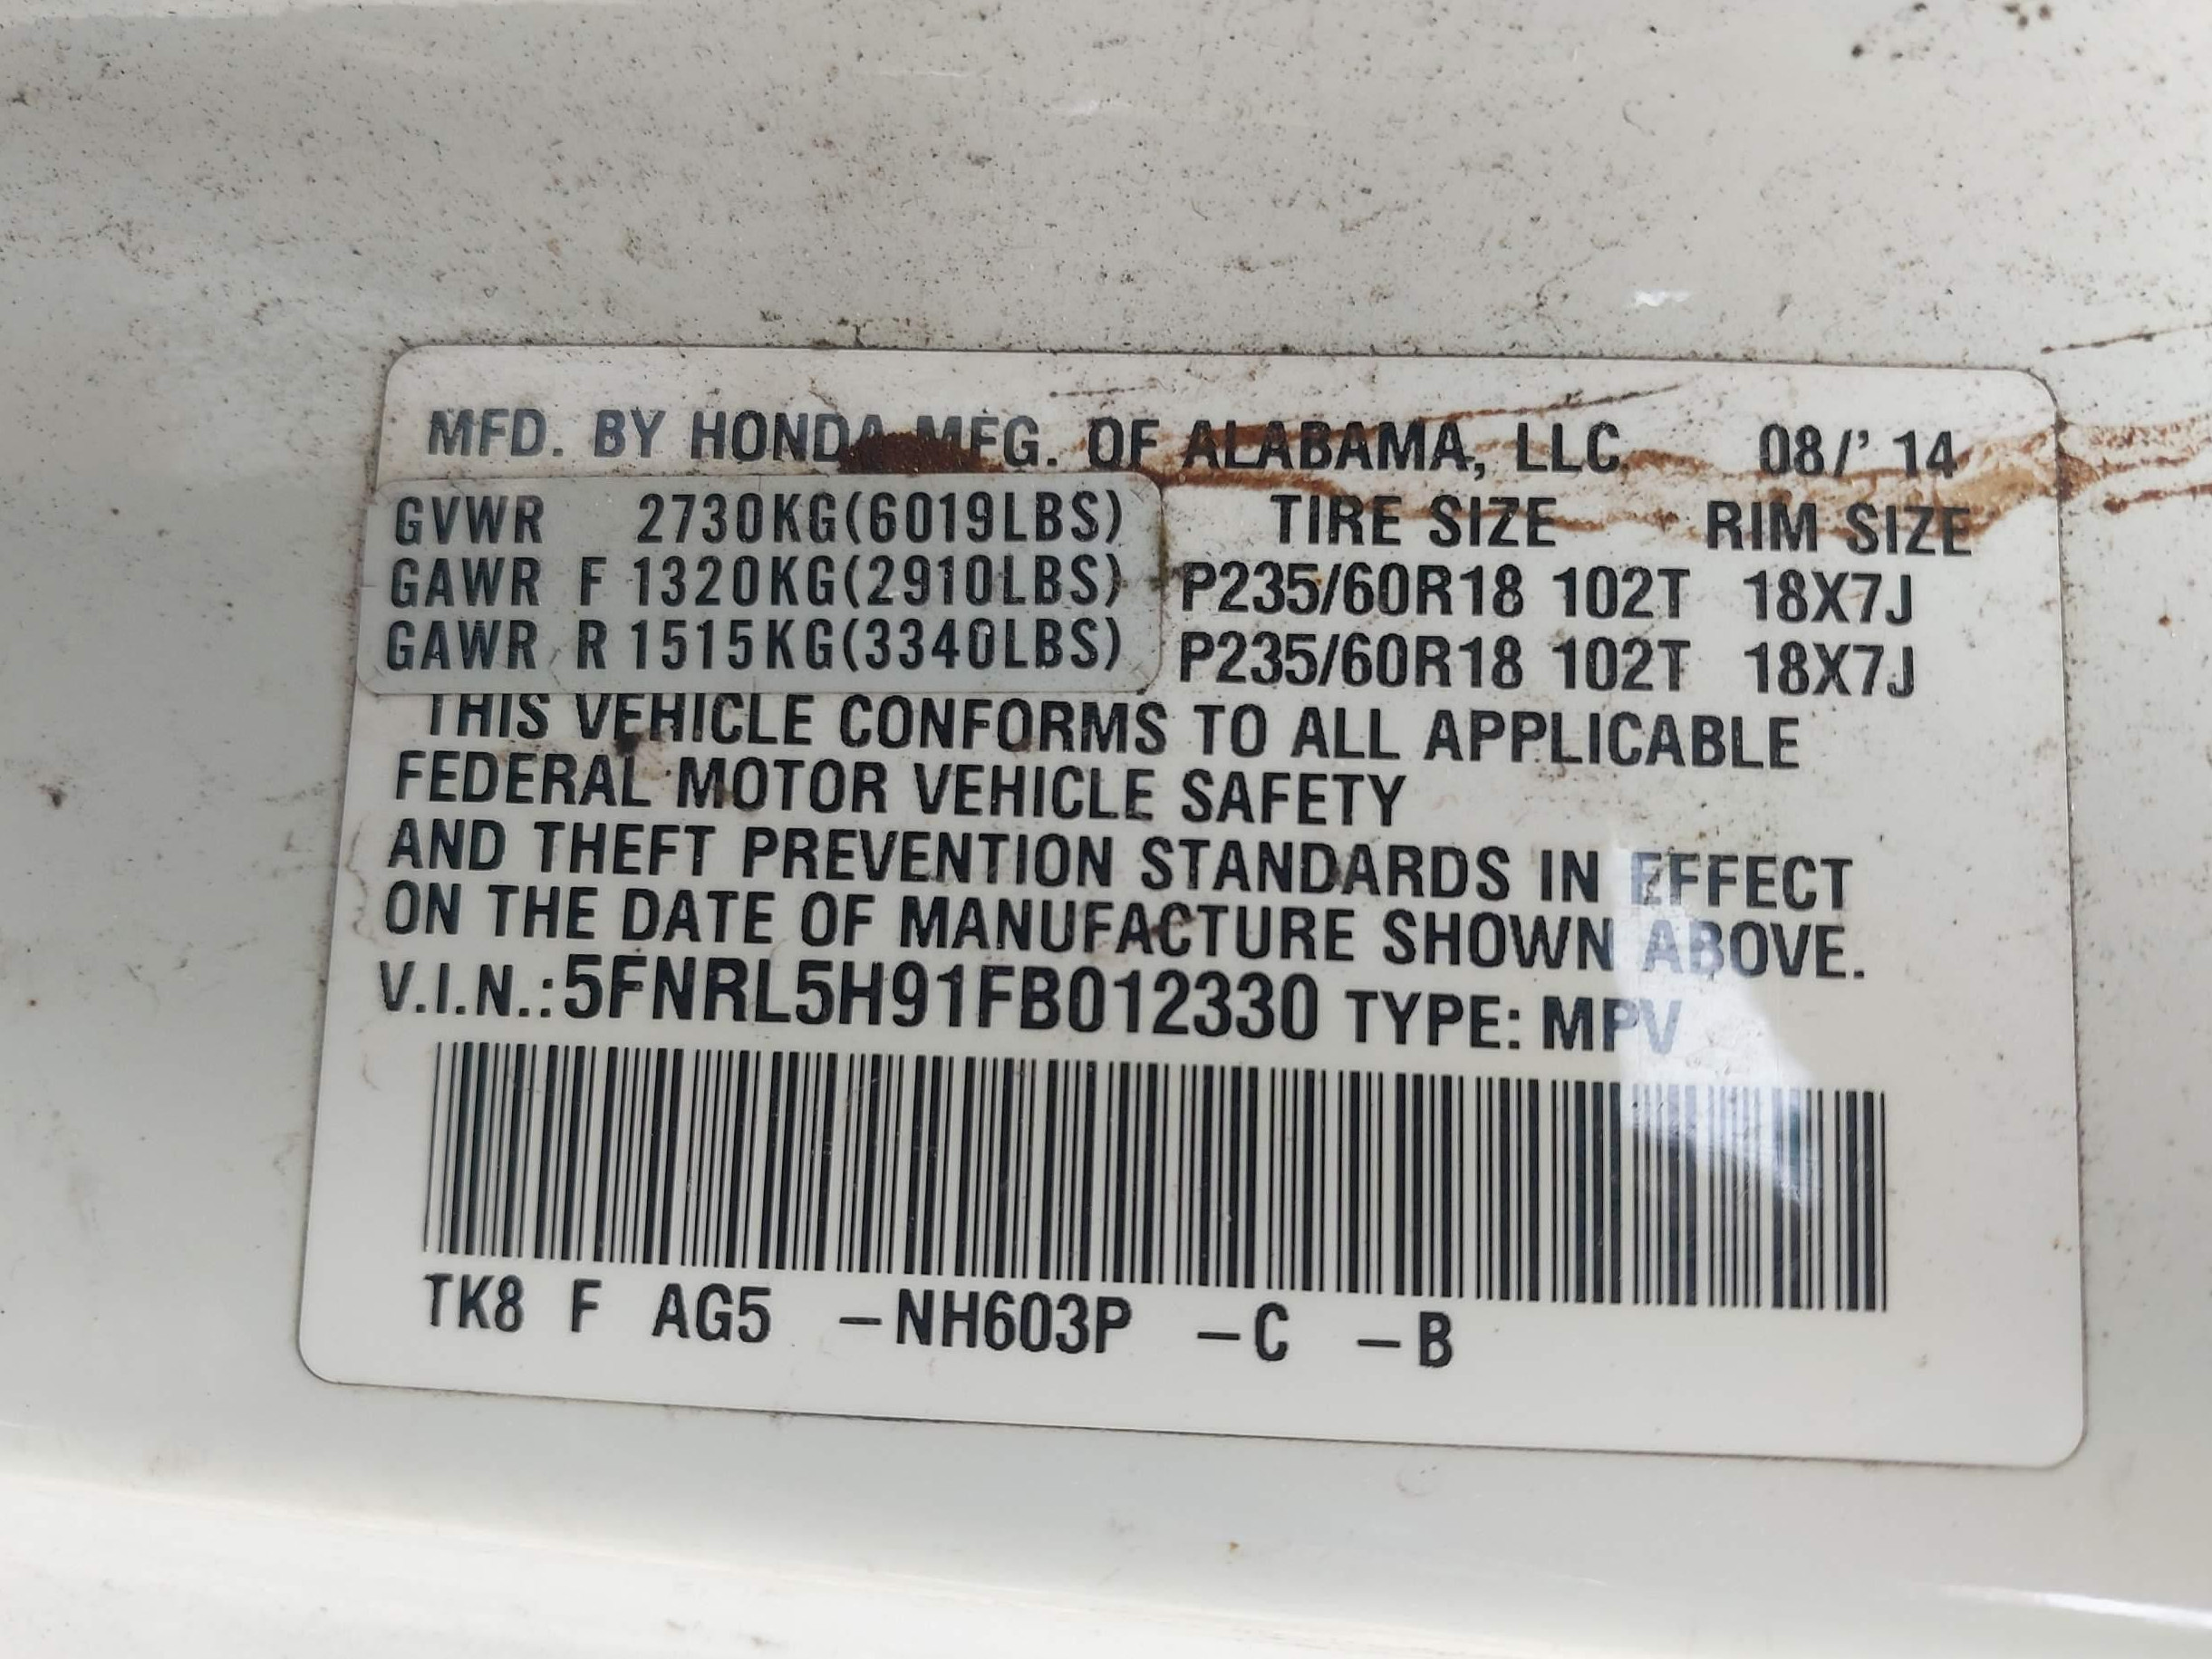 MFD. BY HONDA MFG. OF ALABAMA, LLC 08/' 14
GVWR 2730KG(6019LBS) TIRE SIZE RIM SIZE
GAWR F 1320KG(2910LBS) P235/60R18 102T 18X7J
GAWR R 1515KG(3340LBS) P235/60R18 102T 18X7J
THIS VEHICLE CONFORMS TO ALL APPLICABLE
FEDERAL MOTOR VEHICLE SAFETY
AND THEFT PREVENTION STANDARDS IN EFFECT
ON THE DATE OF MANUFACTURE SHOWN ABOVE.
V.I.N.:5FNRL5H91FB012330 TYPE: MPV
TK8 F AG5 –NH603P –C –B